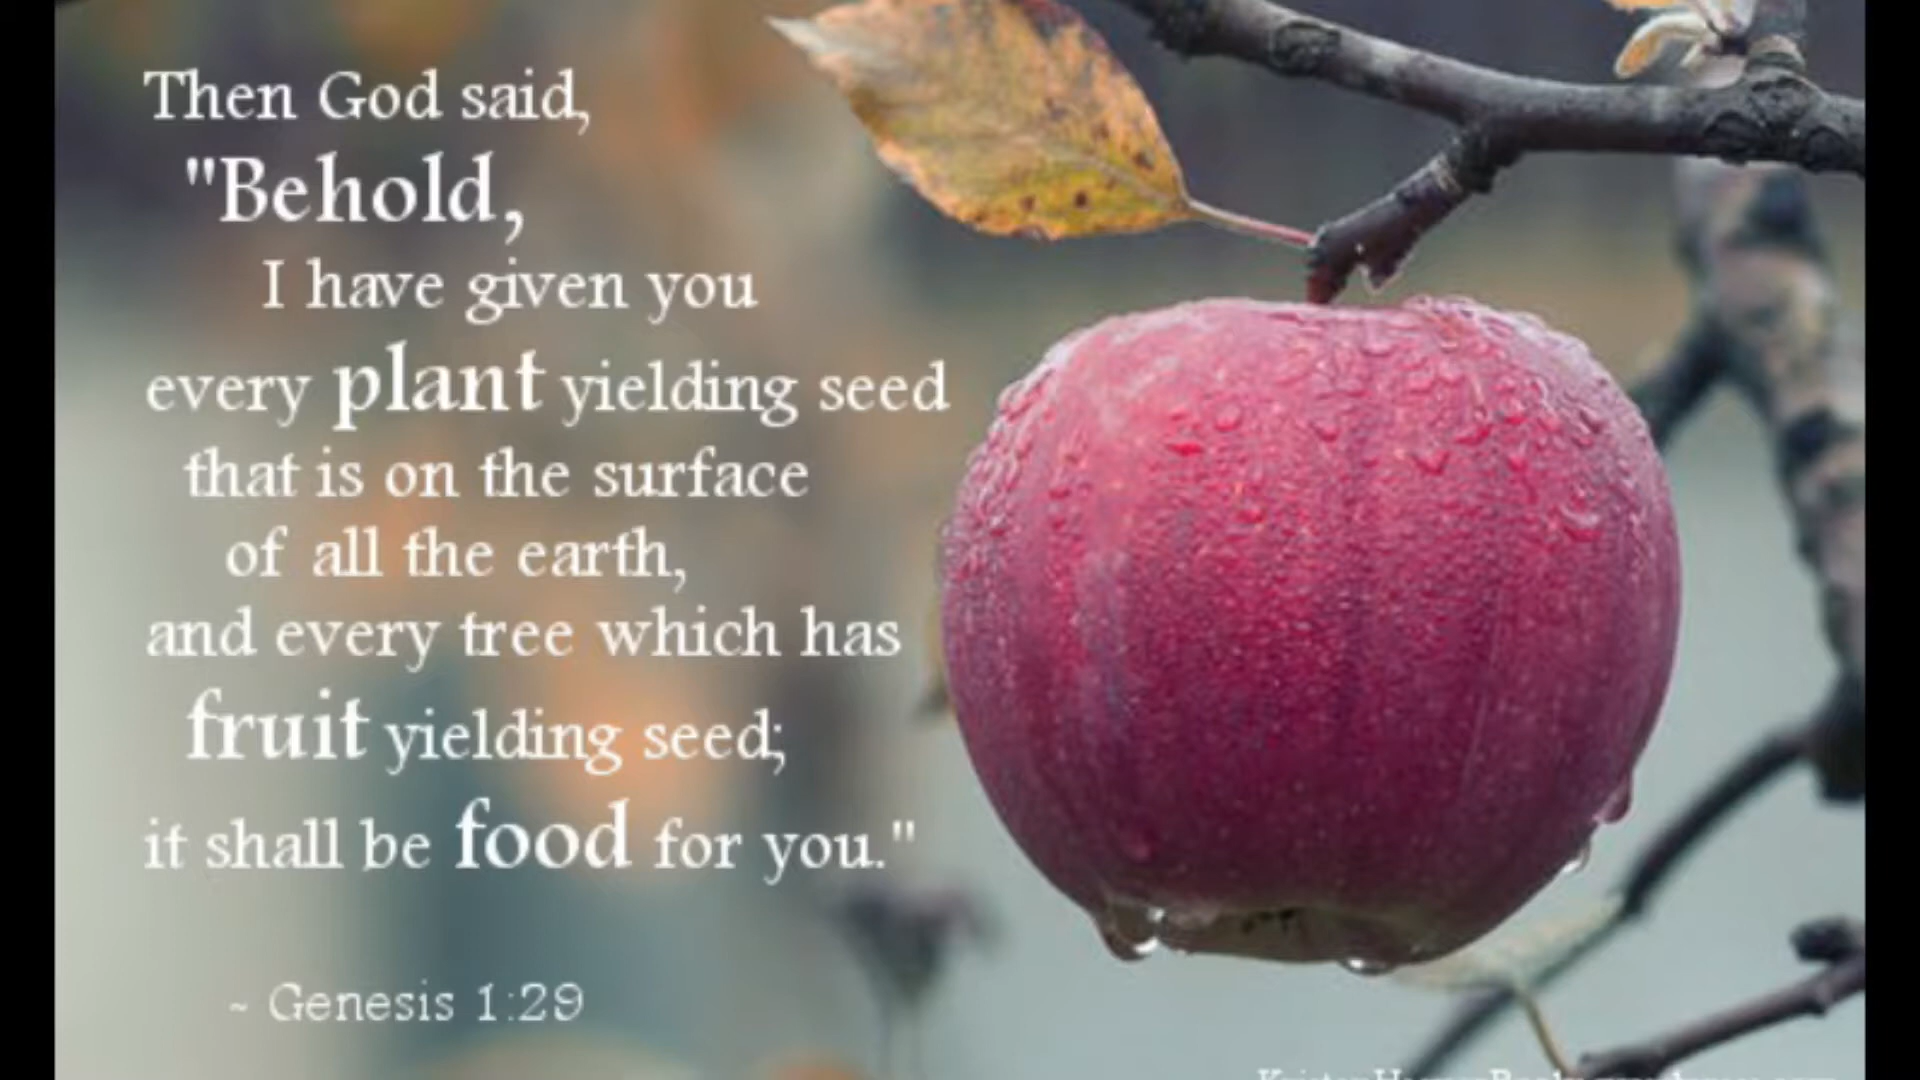 Then God said,
"Behold,
I have given you
every plant yielding seed
that is on the surface
of all the earth,
and every tree which has
fruit yielding seed;
it shall be food for you."
~ Genesis 1:29